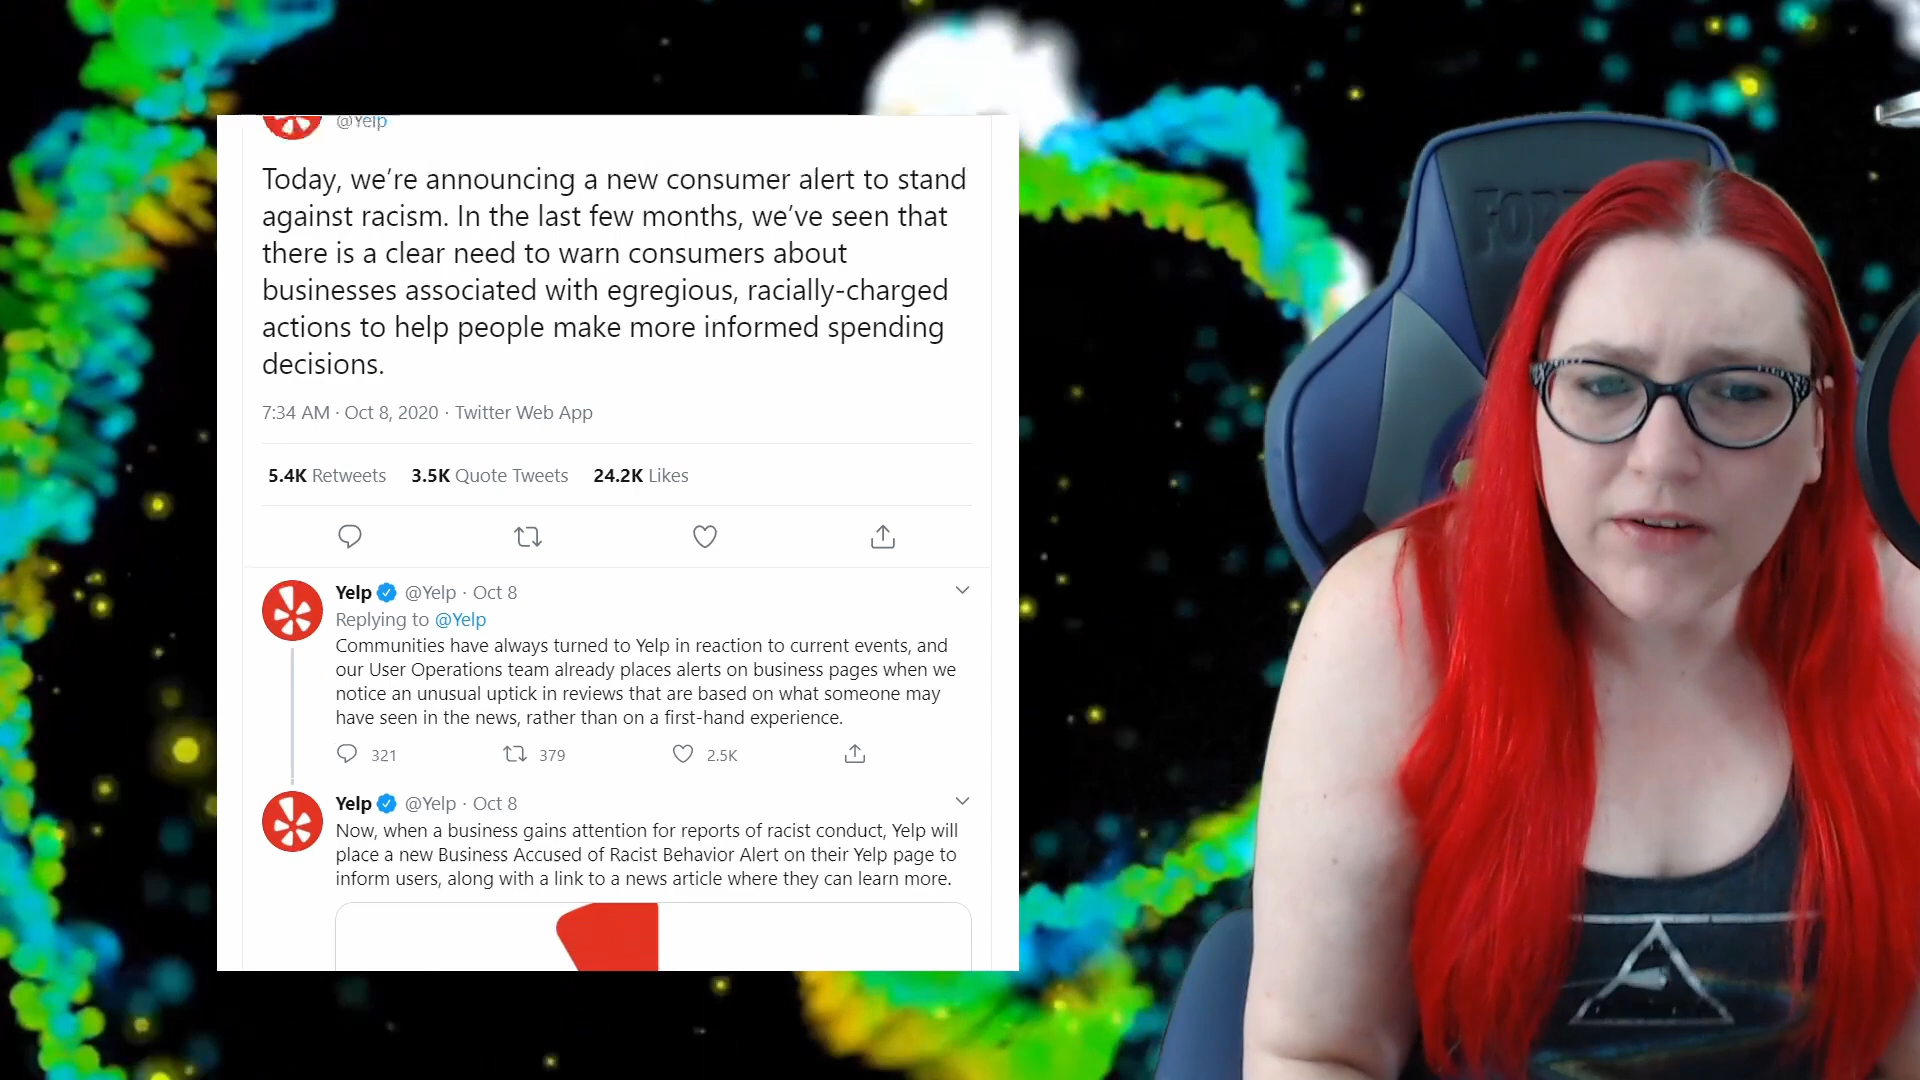 @Yelp
Today, we’re announcing a new consumer alert to stand
against racism. In the last few months, we’ve seen that
there is a clear need to warn consumers about
businesses associated with egregious, racially-charged
actions to help people make more informed spending
decisions.
7:34 AM · Oct 8, 2020 · Twitter Web App
5.4K Retweets 3.5K Quote Tweets 24.2K Likes
Yelp @Yelp · Oct 8
Replying to @Yelp
Communities have always turned to Yelp in reaction to current events, and
our User Operations team already places alerts on business pages when we
notice an unusual uptick in reviews that are based on what someone may
have seen in the news, rather than on a first-hand experience.
321 379 2.5K
Yelp @Yelp · Oct 8
Now, when a business gains attention for reports of racist conduct, Yelp will
place a new Business Accused of Racist Behavior Alert on their Yelp page to
inform users, along with a link to a news article where they can learn more.